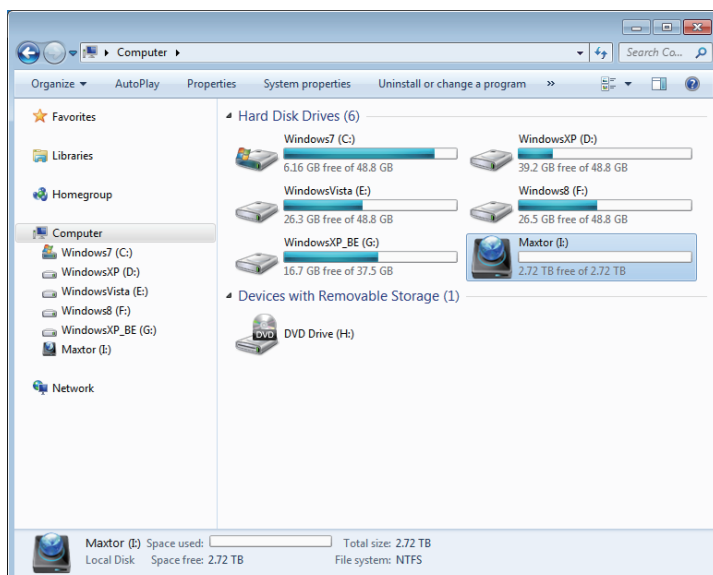 Computer
Search Co...
Organize AutoPlay Properties System properties Uninstall or change a program »
Favorites
Libraries
Homegroup
Computer
Windows7 (C:)
WindowsXP (D:)
WindowsVista (E:)
Windows8 (F:)
WindowsXP_BE (G:)
Maxtor (I:)
Network
Hard Disk Drives (6)
Windows7 (C:)
6.16 GB free of 48.8 GB
WindowsXP (D:)
39.2 GB free of 48.8 GB
WindowsVista (E:)
26.3 GB free of 48.8 GB
Windows8 (F:)
26.5 GB free of 48.8 GB
WindowsXP_BE (G:)
16.7 GB free of 37.5 GB
Maxtor (I:)
2.72 TB free of 2.72 TB
Devices with Removable Storage (1)
DVD
DVD Drive (H:)
Maxtor (I:) Space used: Total size: 2.72 TB
Local Disk Space free: 2.72 TB File system: NTFS